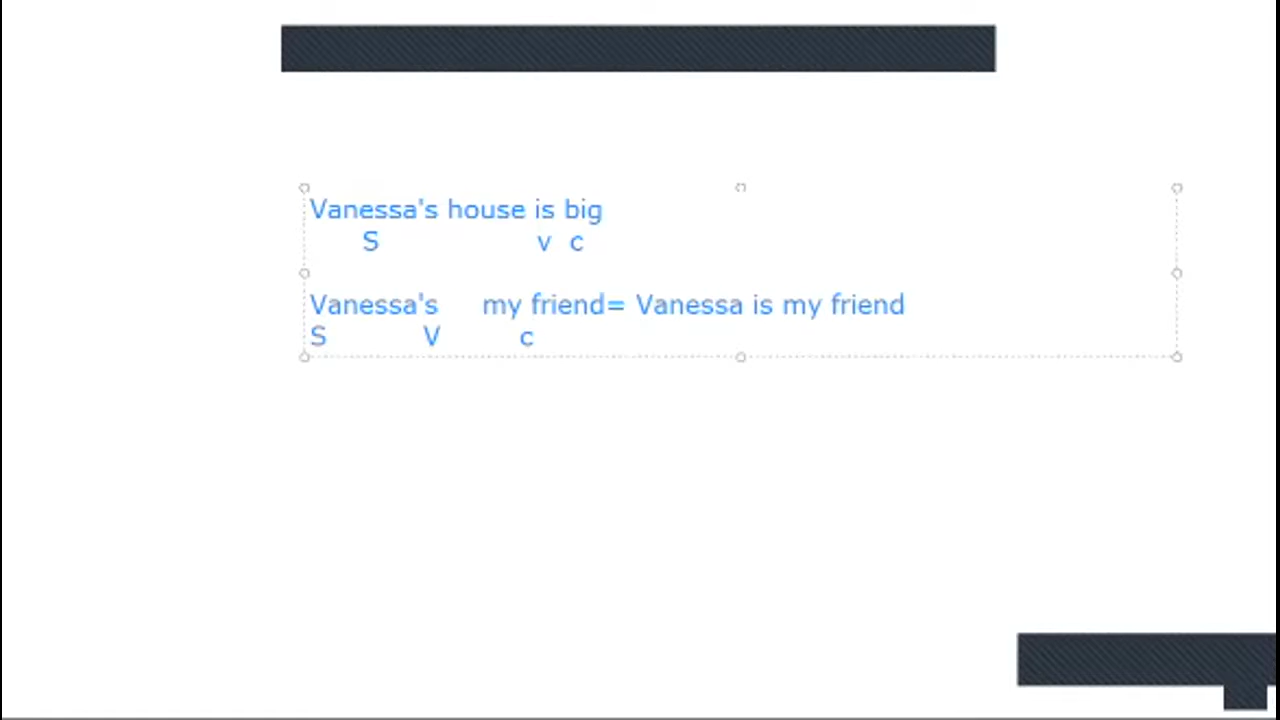 Vanessa's house is big
S v c
Vanessa's my friend= Vanessa is my friend
S V c